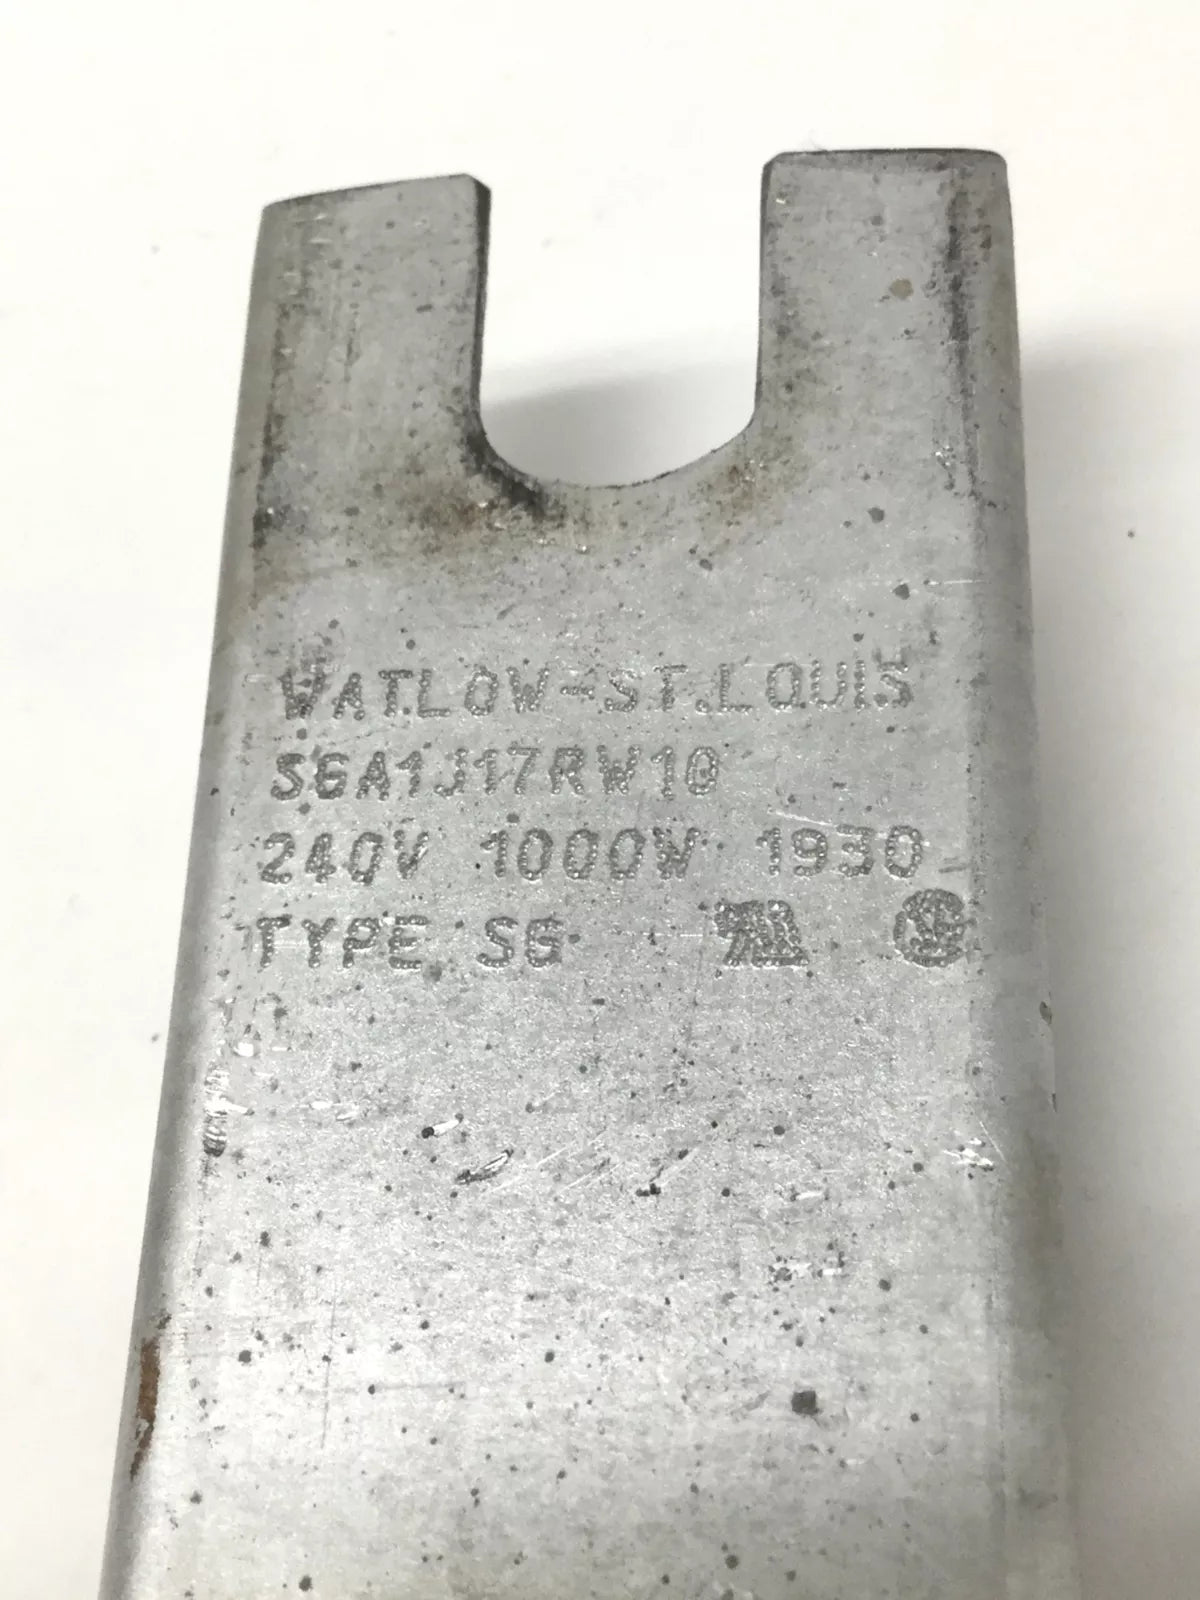 WATLOW-ST.LOUIS
SGA1J17RW10
240V 1000W 1930
TYPE SG